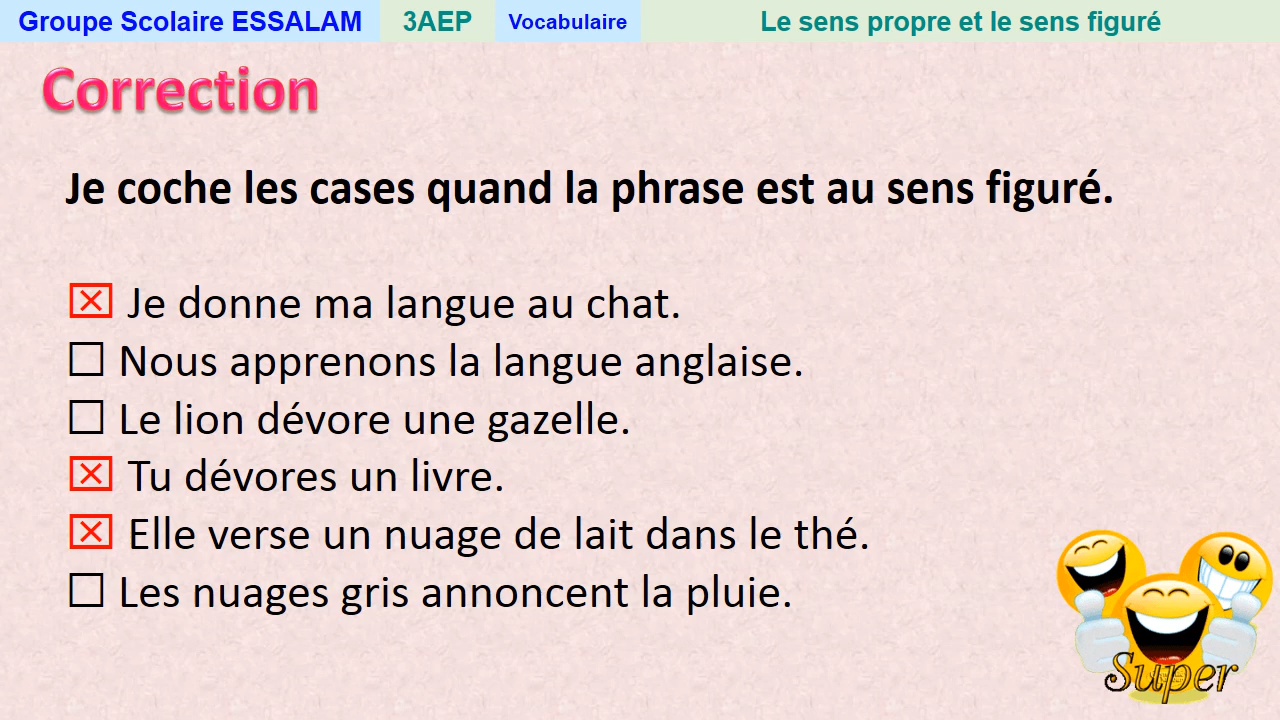 Groupe Scolaire ESSALAM 3AEP Vocabulaire Le sens propre et le sens figuré
Correction
Je coche les cases quand la phrase est au sens figuré.
☒ Je donne ma langue au chat.
☐ Nous apprenons la langue anglaise.
☐ Le lion dévore une gazelle.
☒ Tu dévores un livre.
☒ Elle verse un nuage de lait dans le thé.
☐ Les nuages gris annoncent la pluie.
Super